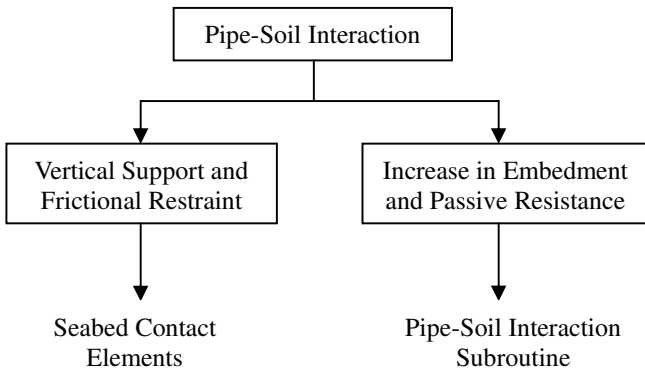 Pipe-Soil Interaction
Vertical Support and
Frictional Restraint
Increase in Embedment
and Passive Resistance
Seabed Contact
Elements
Pipe-Soil Interaction
Subroutine